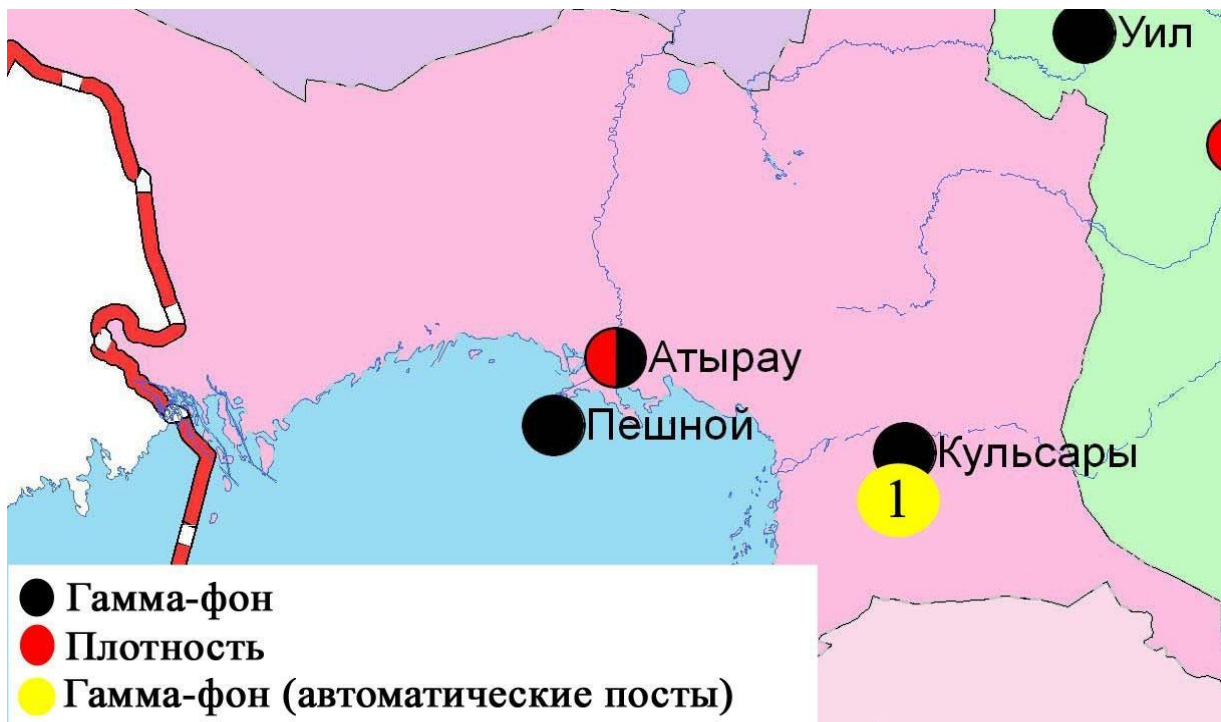 Уил
Атырау
Пешной
Кульсары
1
Гамма-фон
Плотность
Гамма-фон (автоматические посты)